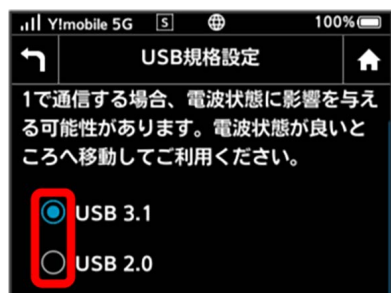 Y!mobile 5G S 100%
USB規格設定
1で通信する場合、電波状態に影響を与え
る可能性があります。電波状態が良いと
ころへ移動してご利用ください。
USB 3.1
USB 2.0